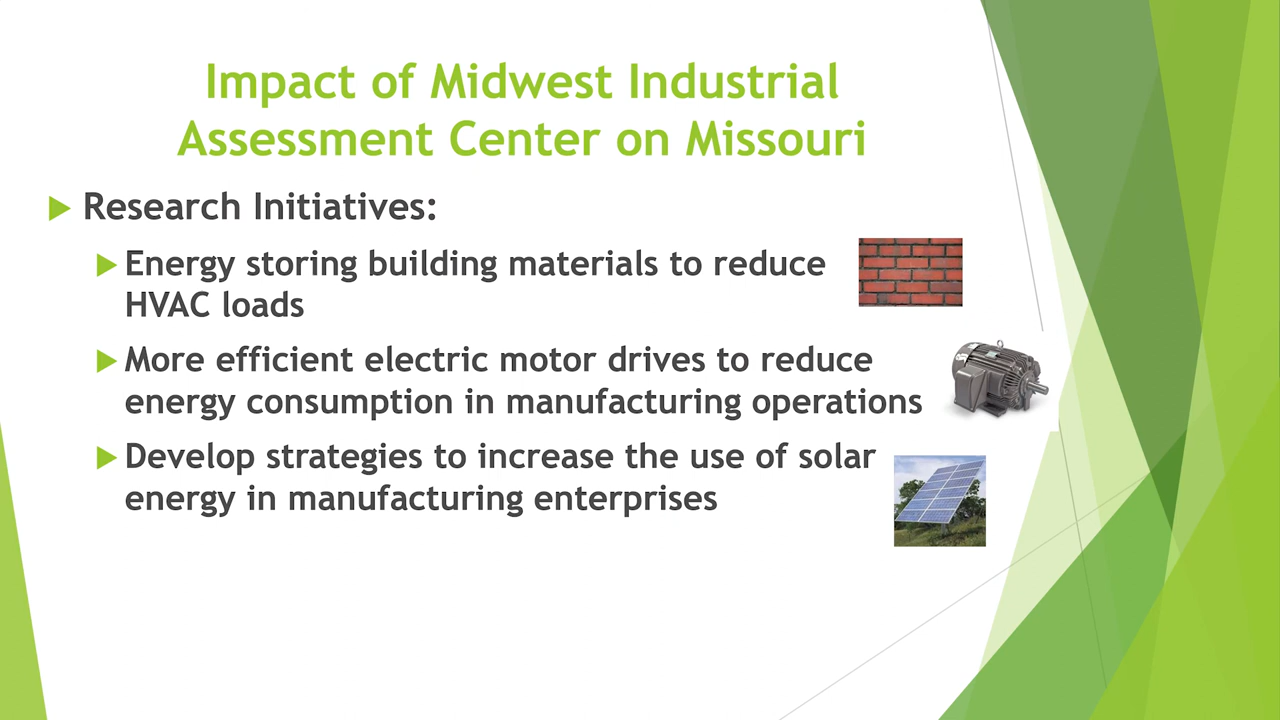 Impact of Midwest Industrial
Assessment Center on Missouri
Research Initiatives:
Energy storing building materials to reduce
HVAC loads
More efficient electric motor drives to reduce
energy consumption in manufacturing operations
Develop strategies to increase the use of solar
energy in manufacturing enterprises